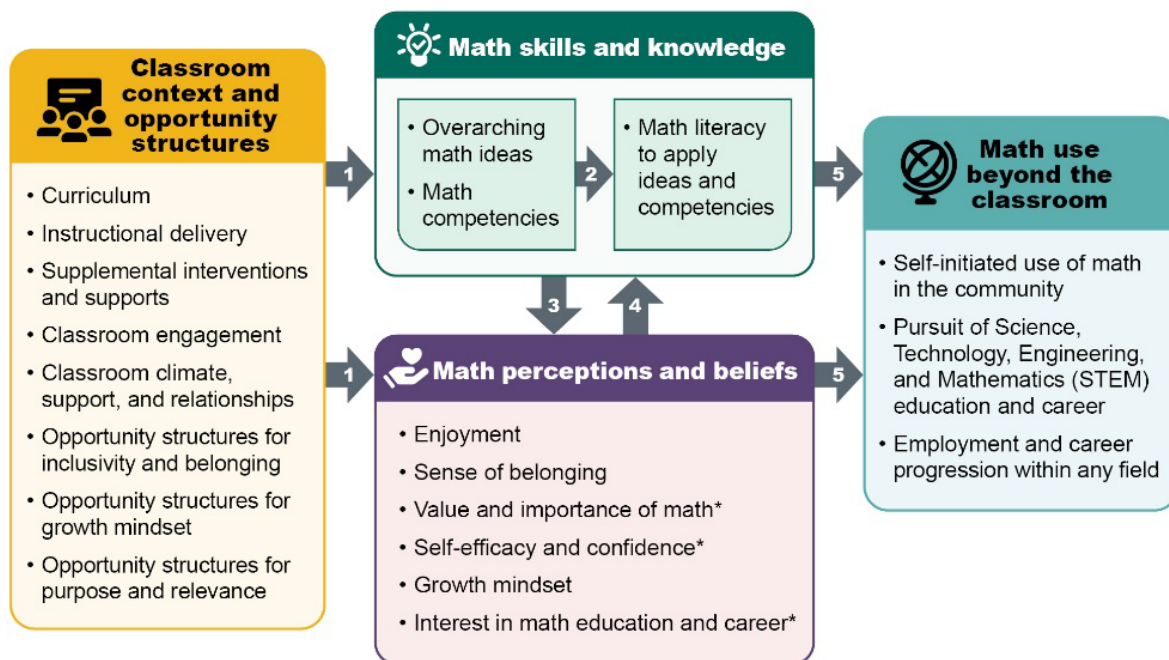 Classroom
context and
opportunity
structures
• Curriculum
• Instructional delivery
• Supplemental interventions
and supports
• Classroom engagement
• Classroom climate,
support, and relationships
• Opportunity structures for
inclusivity and belonging
• Opportunity structures for
growth mindset
• Opportunity structures for
purpose and relevance
1
1
Math skills and knowledge
• Overarching
math ideas
• Math
competencies
2
• Math literacy
to apply
ideas and
competencies
3
4
Math perceptions and beliefs
• Enjoyment
• Sense of belonging
• Value and importance of math*
• Self-efficacy and confidence*
• Growth mindset
• Interest in math education and career*
5
5
Math use
beyond the
classroom
• Self-initiated use of math
in the community
• Pursuit of Science,
Technology, Engineering,
and Mathematics (STEM)
education and career
• Employment and career
progression within any field